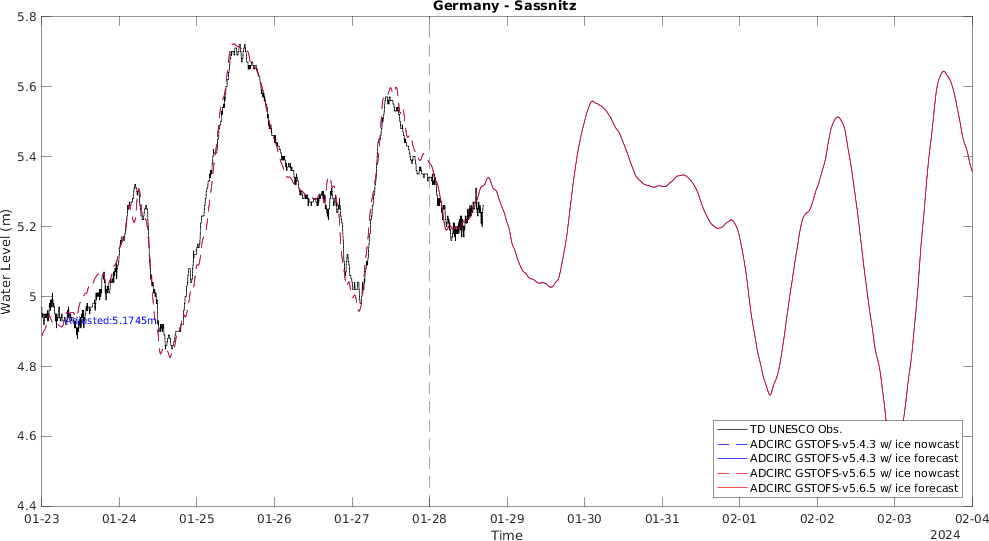 Germany - Sassnitz
5.8
5.6
5.4
5.2
5
4.8
4.6
4.4
Water Level (m)
Adjusted:5.1745m
TD UNESCO Obs.
ADCIRC GSTOFS-v5.4.3 w/ ice nowcast
ADCIRC GSTOFS-v5.4.3 w/ ice forecast
ADCIRC GSTOFS-v5.6.5 w/ ice nowcast
ADCIRC GSTOFS-v5.6.5 w/ ice forecast
01-23 01-24 01-25 01-26 01-27 01-28 01-29 01-30 01-31 02-01 02-02 02-03 02-04
Time
2024